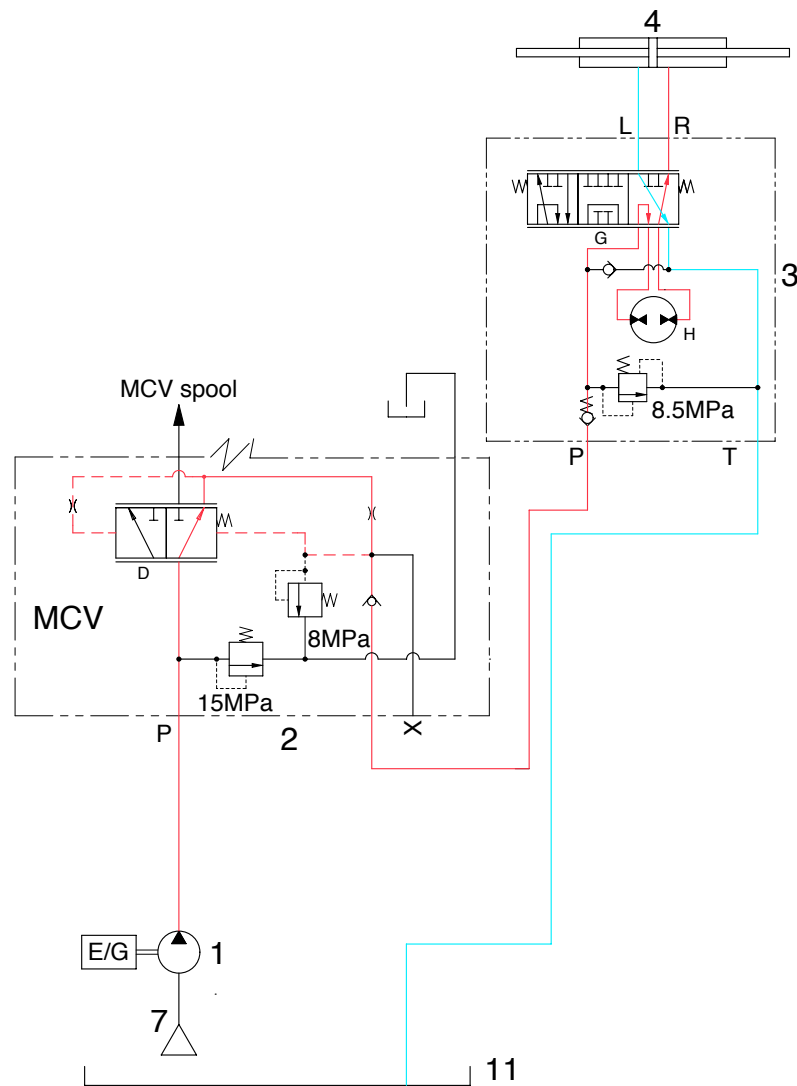 4
L R
G
3
H
8.5MPa
P T
MCV spool
D
MCV
8MPa
15MPa
P 2 X
E/G 1
7
11